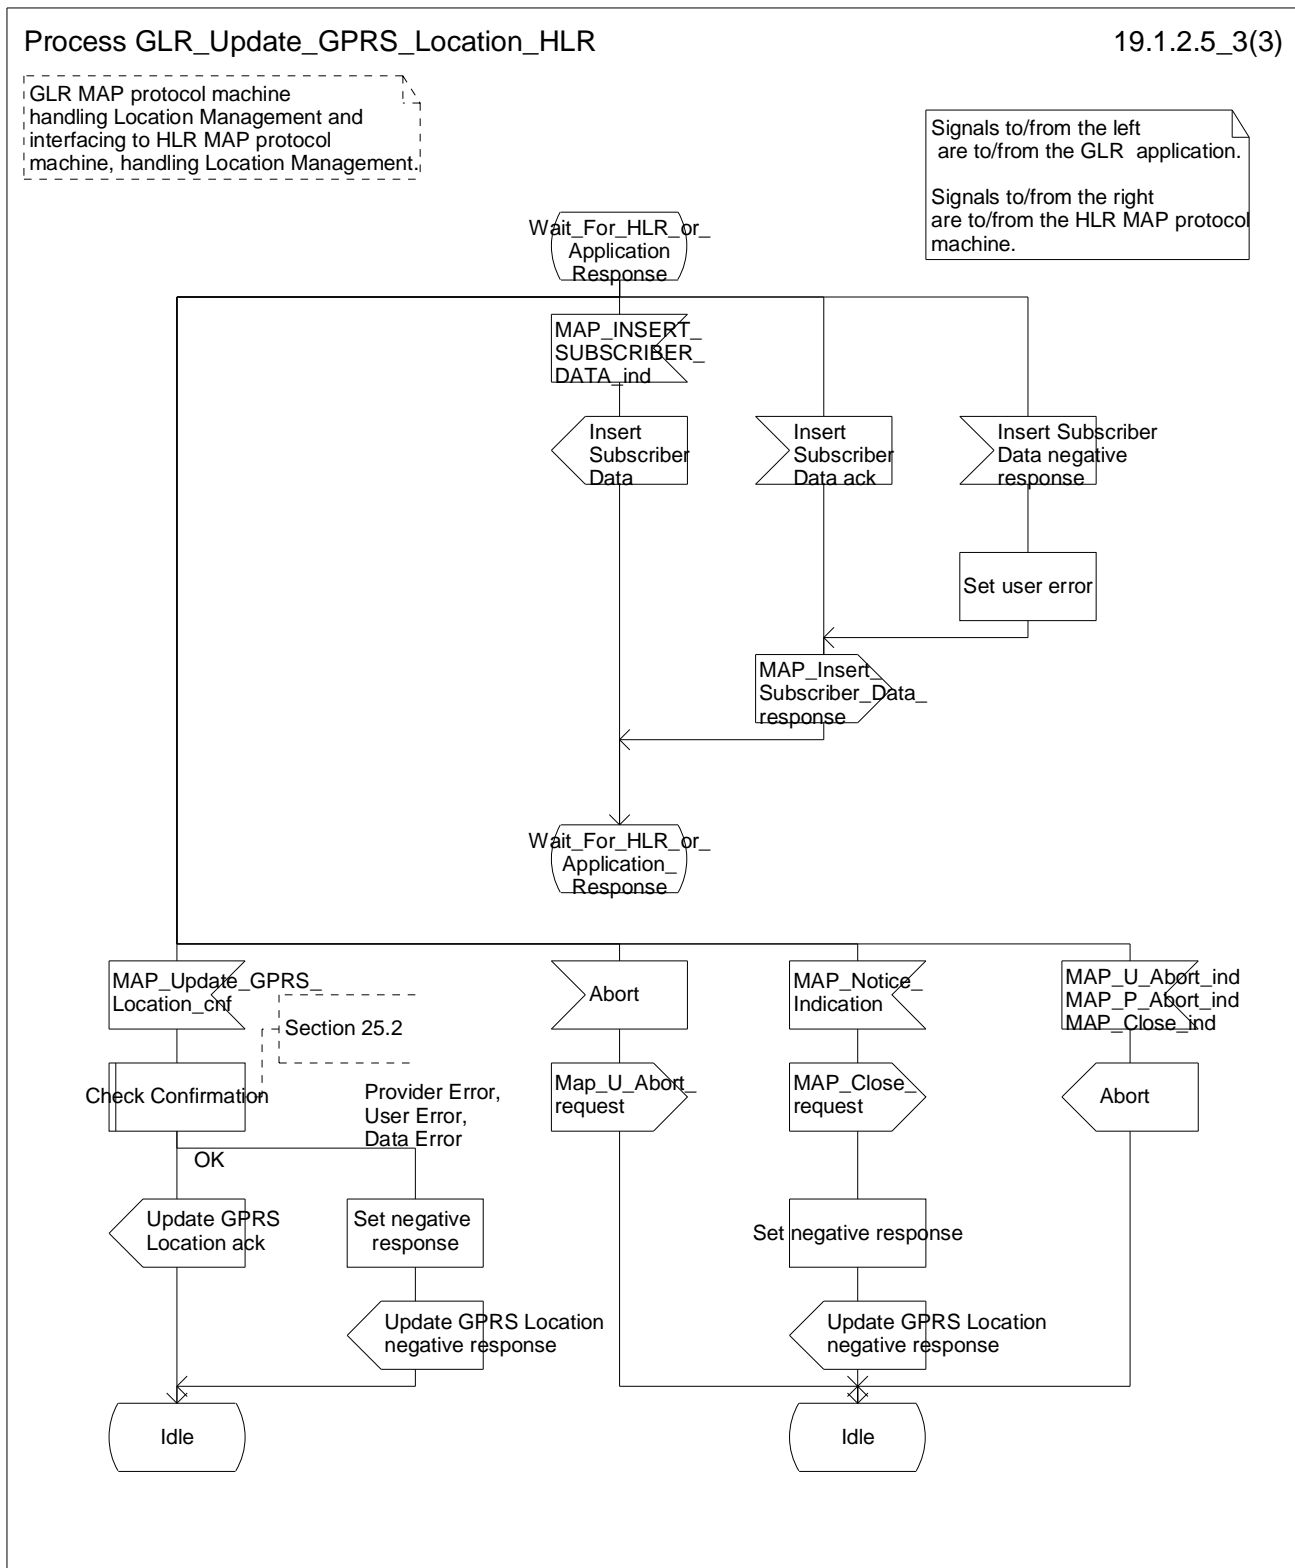 Process GLR_Update_GPRS_Location_HLR
19.1.2.5_3(3)
GLR MAP protocol machine
handling Location Management and
interfacing to HLR MAP protocol
machine, handling Location Management.
Signals to/from the left
are to/from the GLR application.
Signals to/from the right
are to/from the HLR MAP protocol
machine.
Wait_For_HLR_or_
Application
Response
MAP_INSERT_
SUBSCRIBER_
DATA_ind
Insert
Subscriber
Data
Insert
Subscriber
Data ack
Insert Subscriber
Data negative
response
Set user error
MAP_Insert_
Subscriber_Data_
response
Wait_For_HLR_or_
Application_
Response
MAP_Update_GPRS_
Location_cnf
Section 25.2
Abort
MAP_Notice_
Indication
MAP_U_Abort_ind
MAP_P_Abort_ind
MAP_Close_ind
Check Confirmation
Provider Error,
User Error,
Data Error
OK
Map_U_Abort_
request
MAP_Close_
request
Abort
Update GPRS
Location ack
Set negative
response
Set negative response
Update GPRS Location
negative response
Update GPRS Location
negative response
Idle
Idle